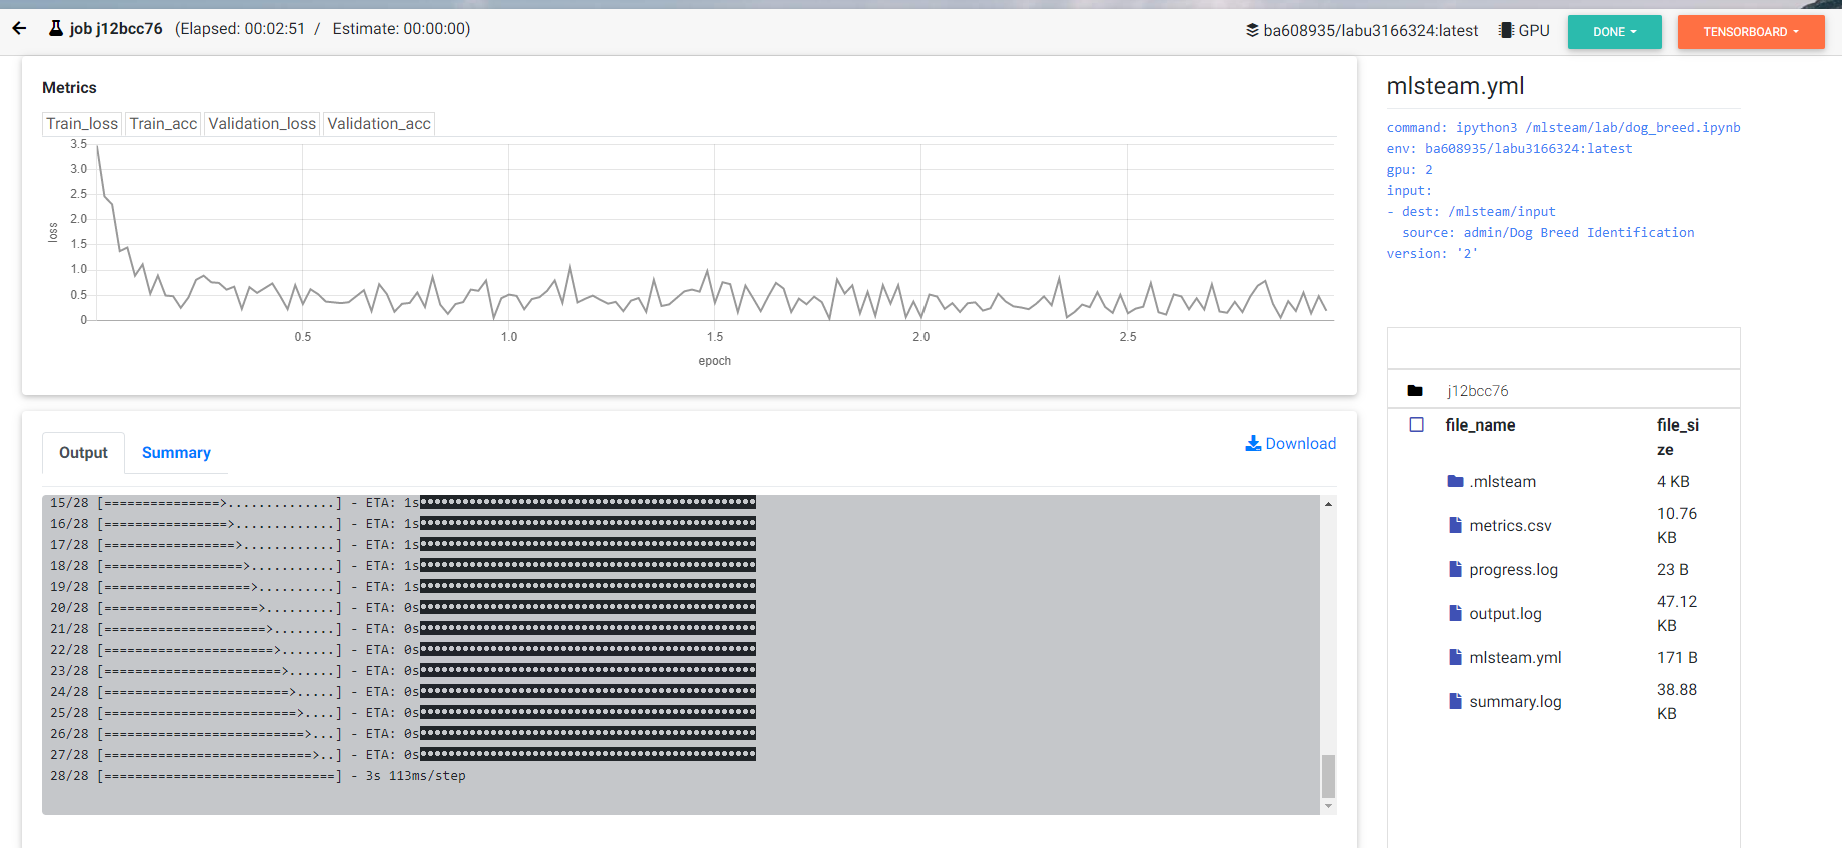 job j12bcc76 (Elapsed: 00:02:51 / Estimate: 00:00:00)
ba608935/labu3166324:latest
GPU
DONE
TENSORBOARD
Metrics
Train_loss Train_acc Validation_loss Validation_acc
3.5
3.0
2.5
2.0
1.5
1.0
0.5
0
loss
0.5 1.0 1.5 2.0 2.5
epoch
Output Summary
Download
15/28 [===============>..............] - ETA: 1s
16/28 [================>.............] - ETA: 1s
17/28 [=================>............] - ETA: 1s
18/28 [==================>...........] - ETA: 1s
19/28 [===================>..........] - ETA: 1s
20/28 [====================>.........] - ETA: 0s
21/28 [=====================>........] - ETA: 0s
22/28 [======================>.......] - ETA: 0s
23/28 [=======================>......] - ETA: 0s
24/28 [========================>.....] - ETA: 0s
25/28 [=========================>....] - ETA: 0s
26/28 [==========================>...] - ETA: 0s
27/28 [===========================>..] - ETA: 0s
28/28 [==============================] - 3s 113ms/step
mlsteam.yml
command: ipython3 /mlsteam/lab/dog_breed.ipynb
env: ba608935/labu3166324:latest
gpu: 2
input:
- dest: /mlsteam/input
source: admin/Dog Breed Identification
version: '2'
j12bcc76
file_name file_si
ze
.mlsteam 4 KB
metrics.csv 10.76
KB
progress.log 23 B
output.log 47.12
KB
mlsteam.yml 171 B
summary.log 38.88
KB